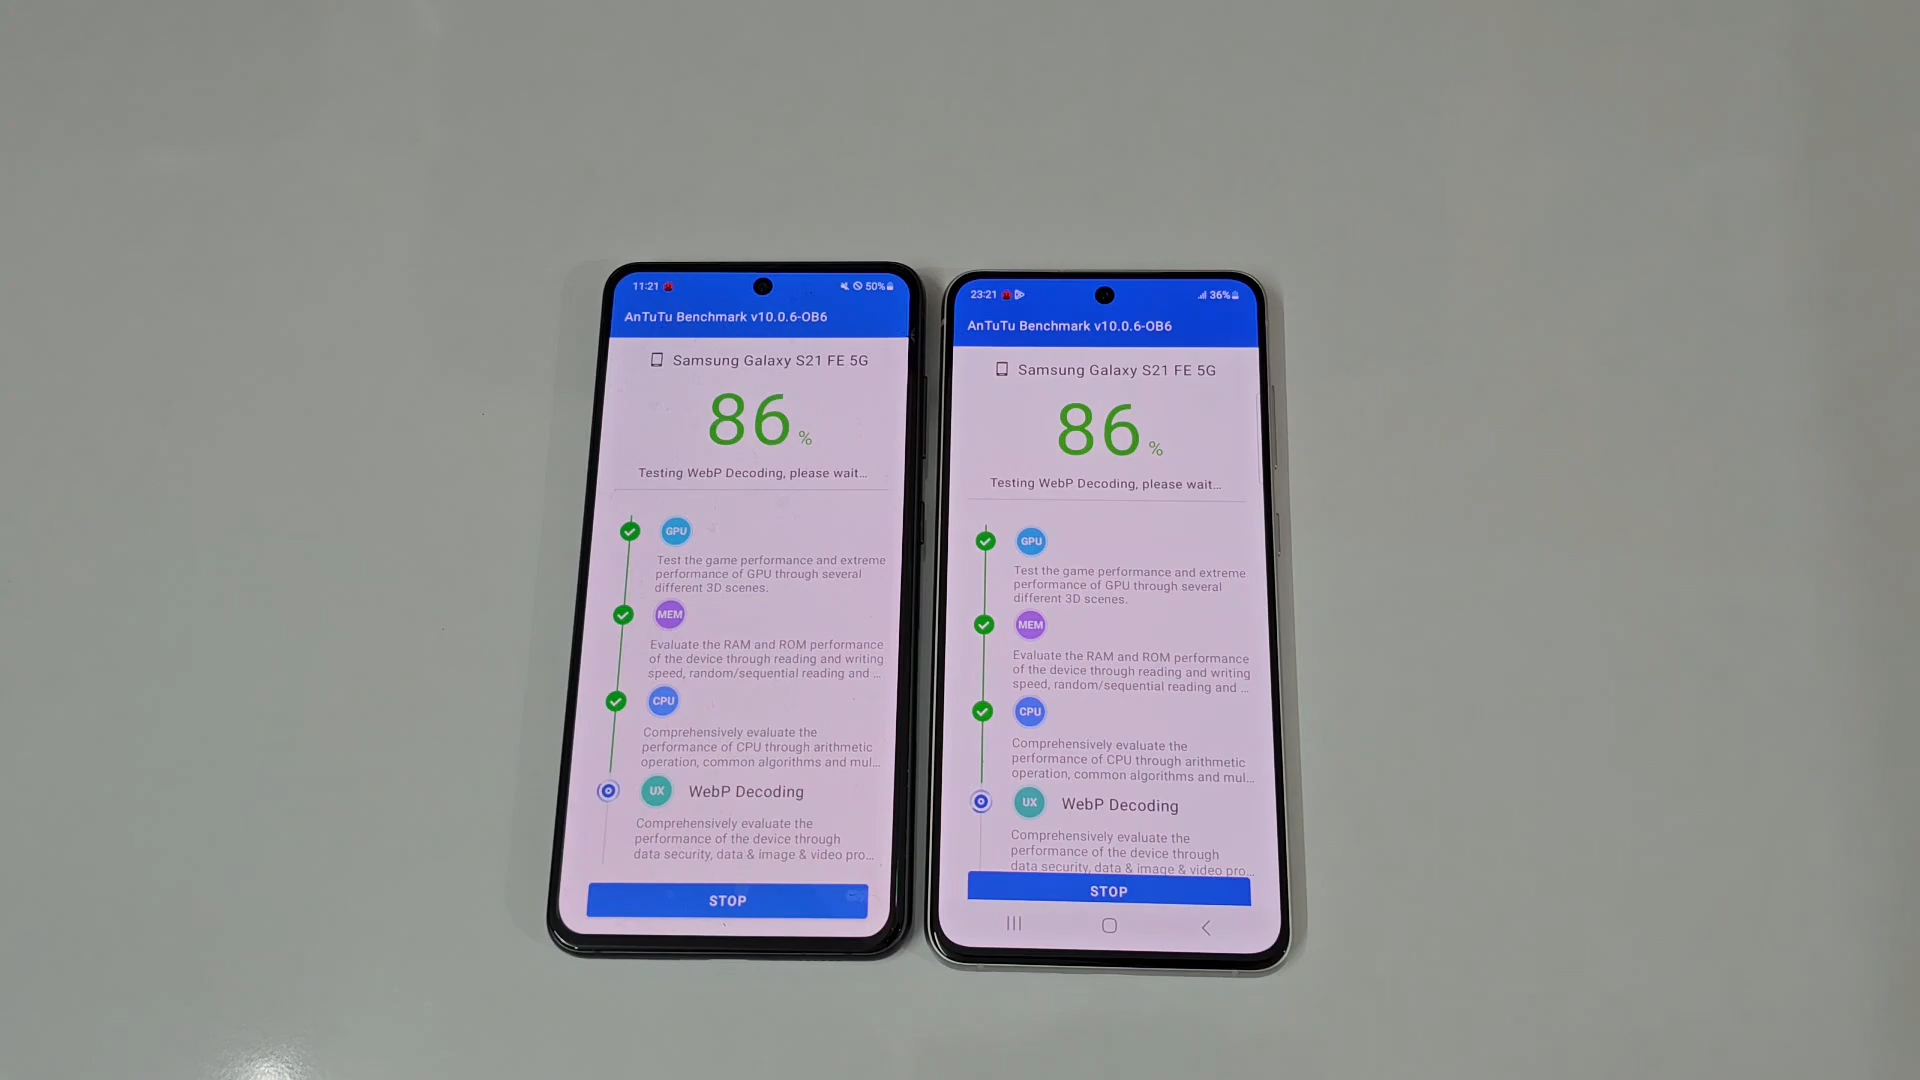 11:21
50%
AnTuTu Benchmark v10.0.6-OB6
Samsung Galaxy S21 FE 5G
86%
Testing WebP Decoding, please wait...
GPU
Test the game performance and extreme
performance of GPU through several
different 3D scenes.
MEM
Evaluate the RAM and ROM performance
of the device through reading and writing
speed, random/sequential reading and ...
CPU
Comprehensively evaluate the
performance of CPU through arithmetic
operation, common algorithms and mul...
UX WebP Decoding
Comprehensively evaluate the
performance of the device through
data security, data & image & video pro...
STOP
23:21
36%
AnTuTu Benchmark v10.0.6-OB6
Samsung Galaxy S21 FE 5G
86%
Testing WebP Decoding, please wait...
GPU
Test the game performance and extreme
performance of GPU through several
different 3D scenes.
MEM
Evaluate the RAM and ROM performance
of the device through reading and writing
speed, random/sequential reading and ...
CPU
Comprehensively evaluate the
performance of CPU through arithmetic
operation, common algorithms and mul...
UX WebP Decoding
Comprehensively evaluate the
performance of the device through
data security, data & image & video pro...
STOP